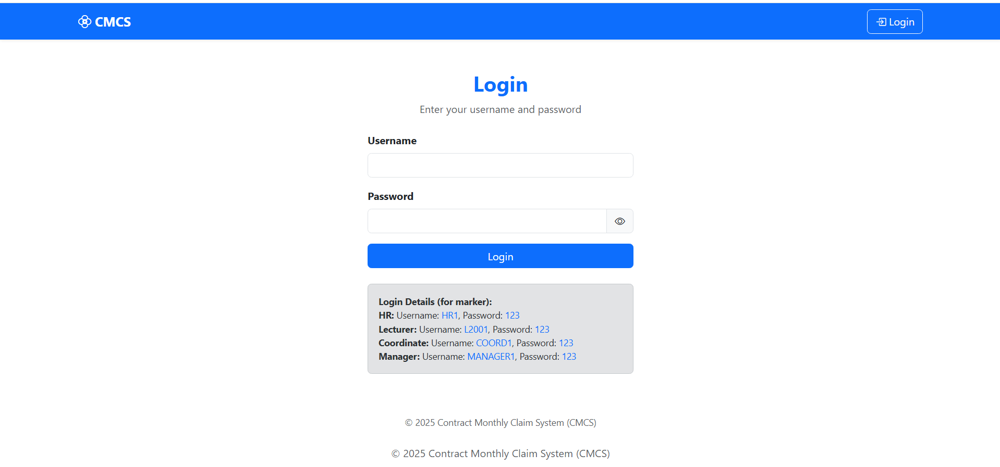 CMCS
Login
Login
Enter your username and password
Username
Password
Login
Login Details (for marker):
HR: Username: HR1, Password: 123
Lecturer: Username: L2001, Password: 123
Coordinate: Username: COORD1, Password: 123
Manager: Username: MANAGER1, Password: 123
© 2025 Contract Monthly Claim System (CMCS)
© 2025 Contract Monthly Claim System (CMCS)